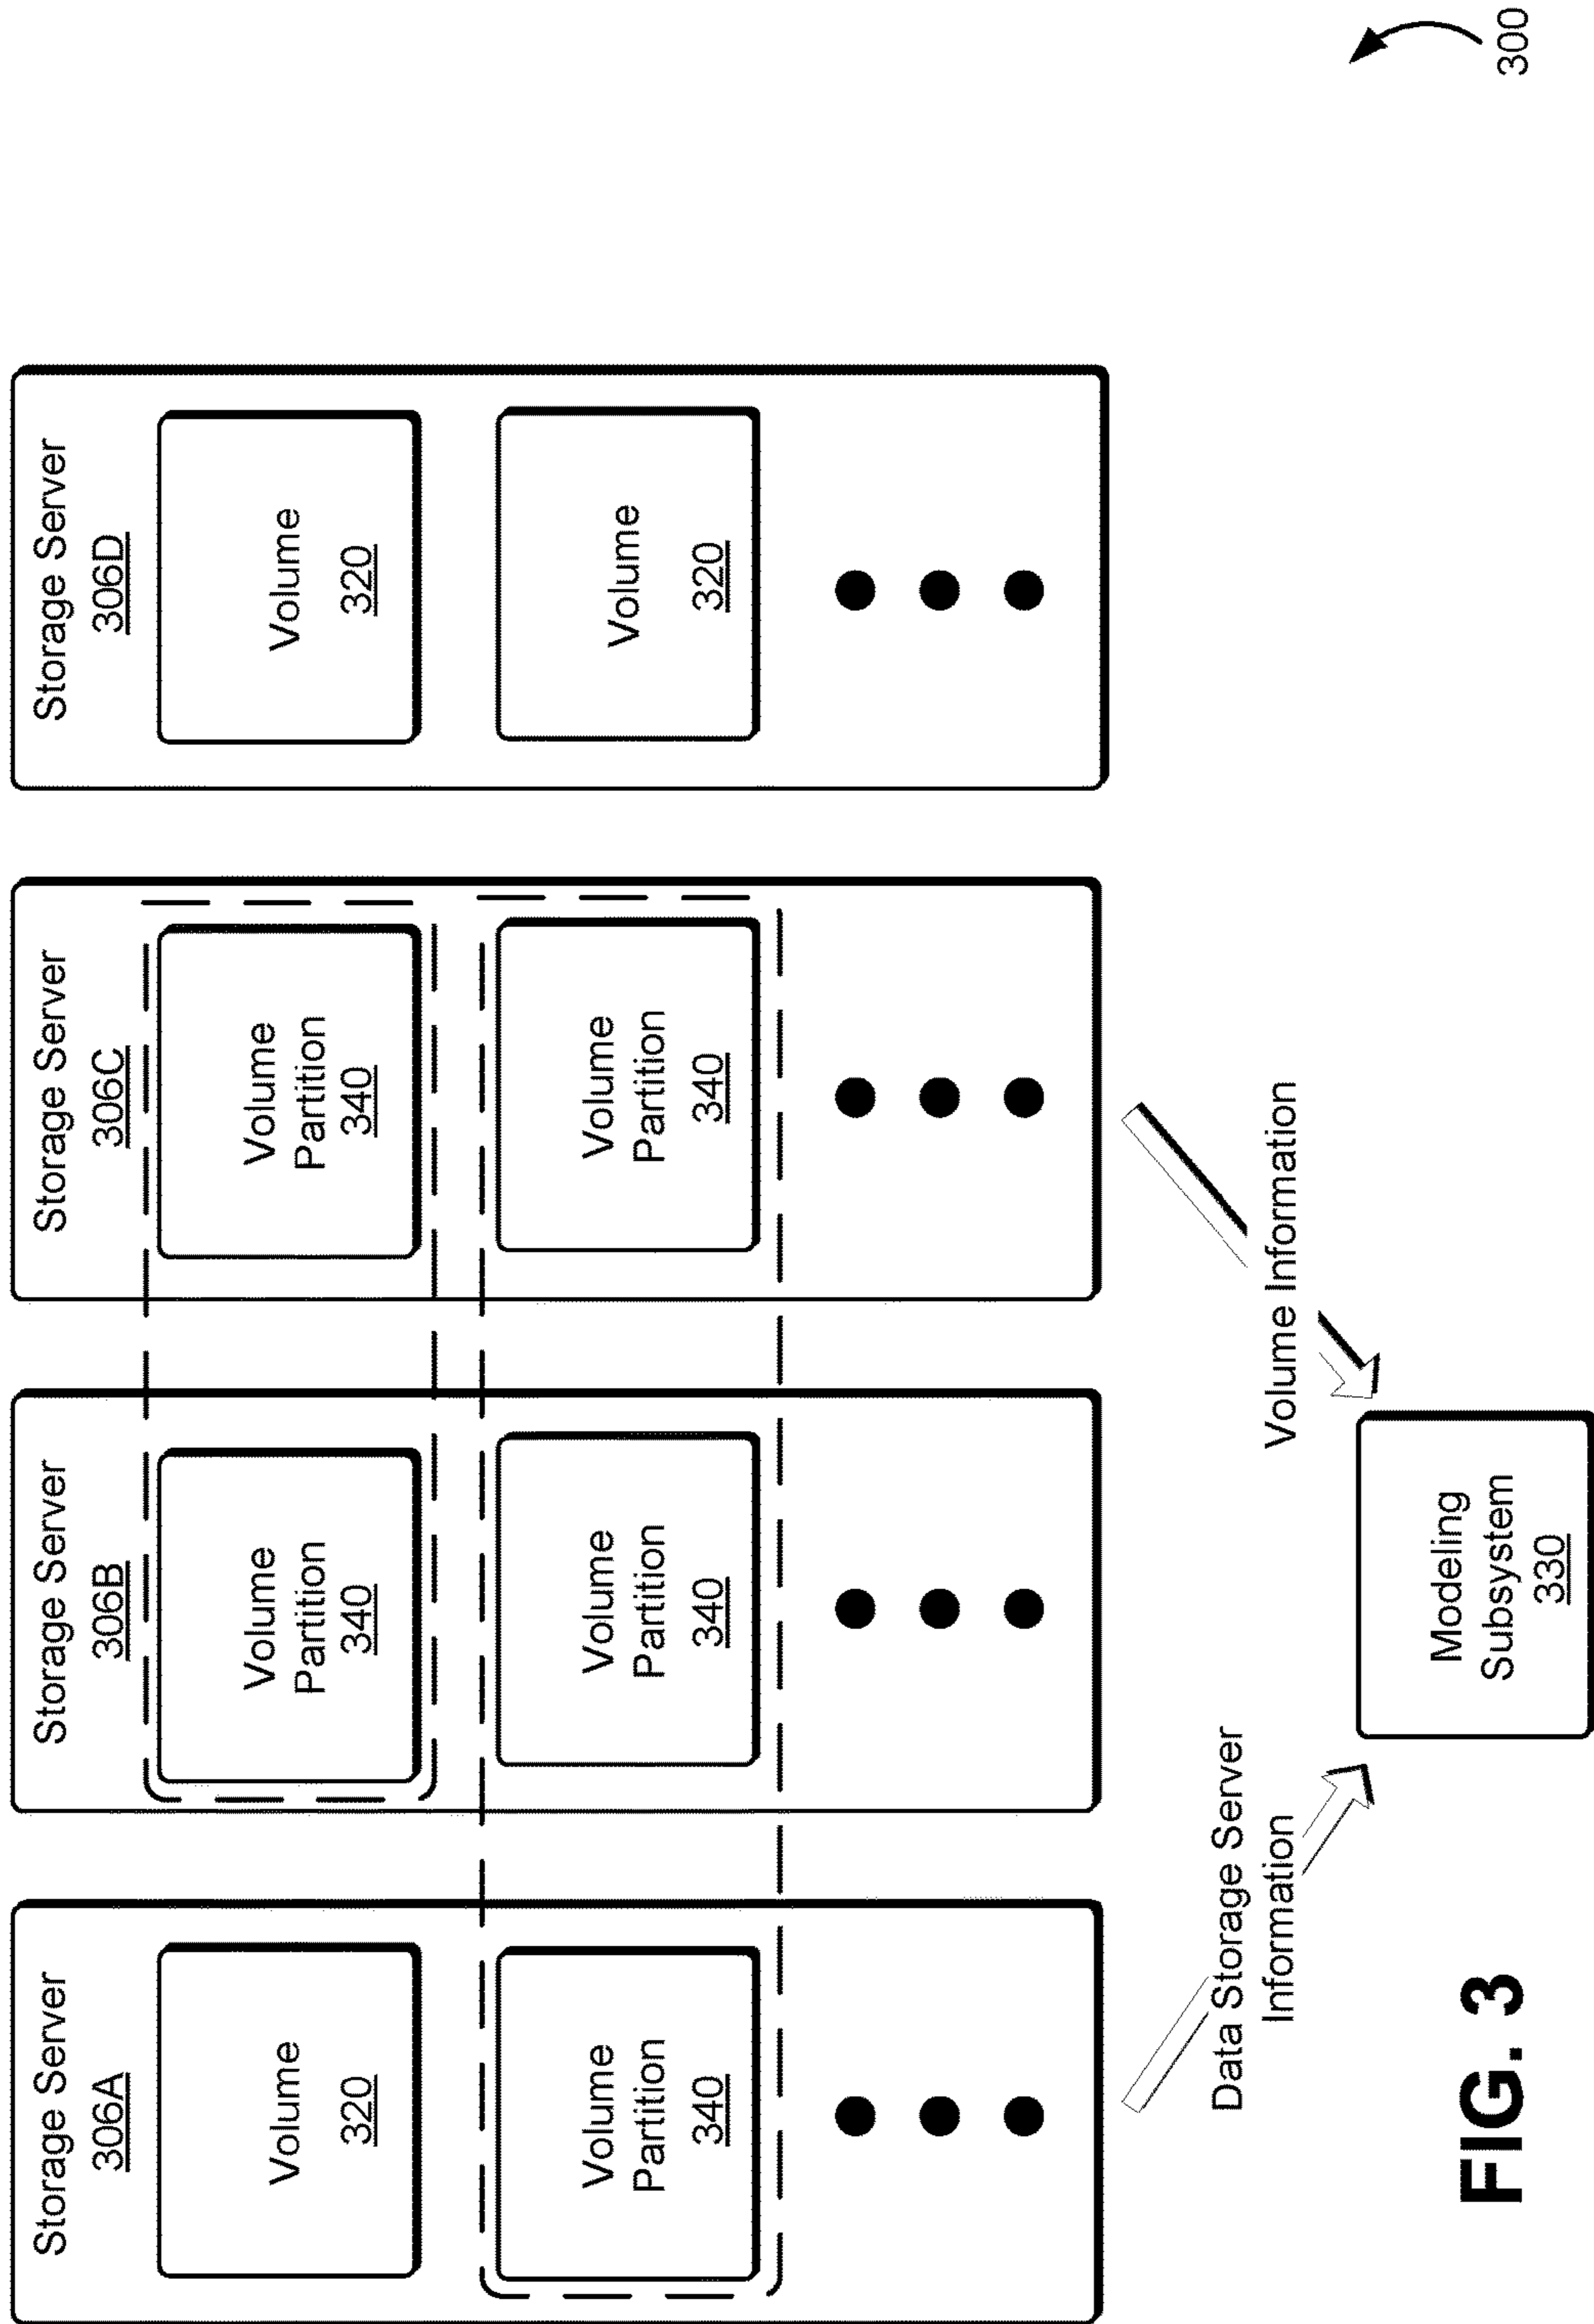 Storage Server
306A
Volume
320
Volume
Partition
340
Storage Server
306B
Volume
Partition
340
Volume
Partition
340
Storage Server
306C
Volume
Partition
340
Volume
Partition
340
Storage Server
306D
Volume
320
Volume
320
Data Storage Server
Information
Volume Information
Modeling
Subsystem
330
FIG. 3
300